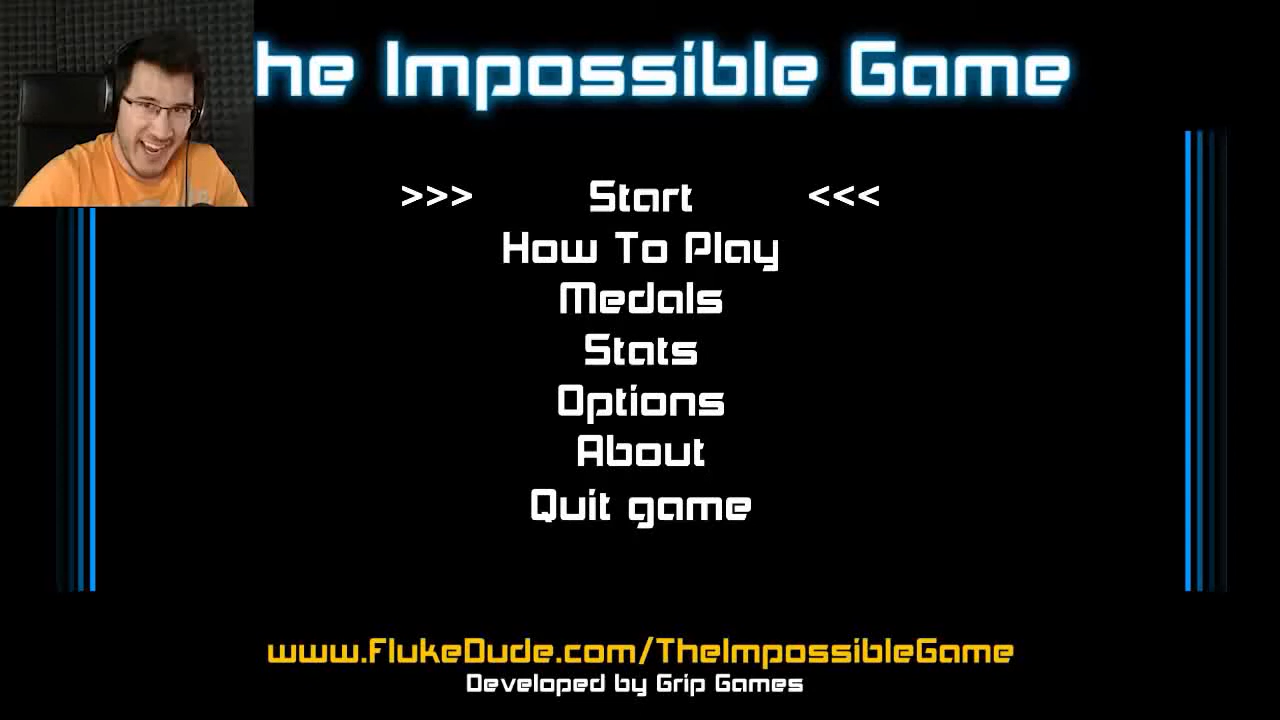 he Impossible Game
>>> Start <<<
How To Play
Medals
Stats
Options
About
Quit game
www.FlukeDude.com/TheImpossibleGame
Developed by Grip Games